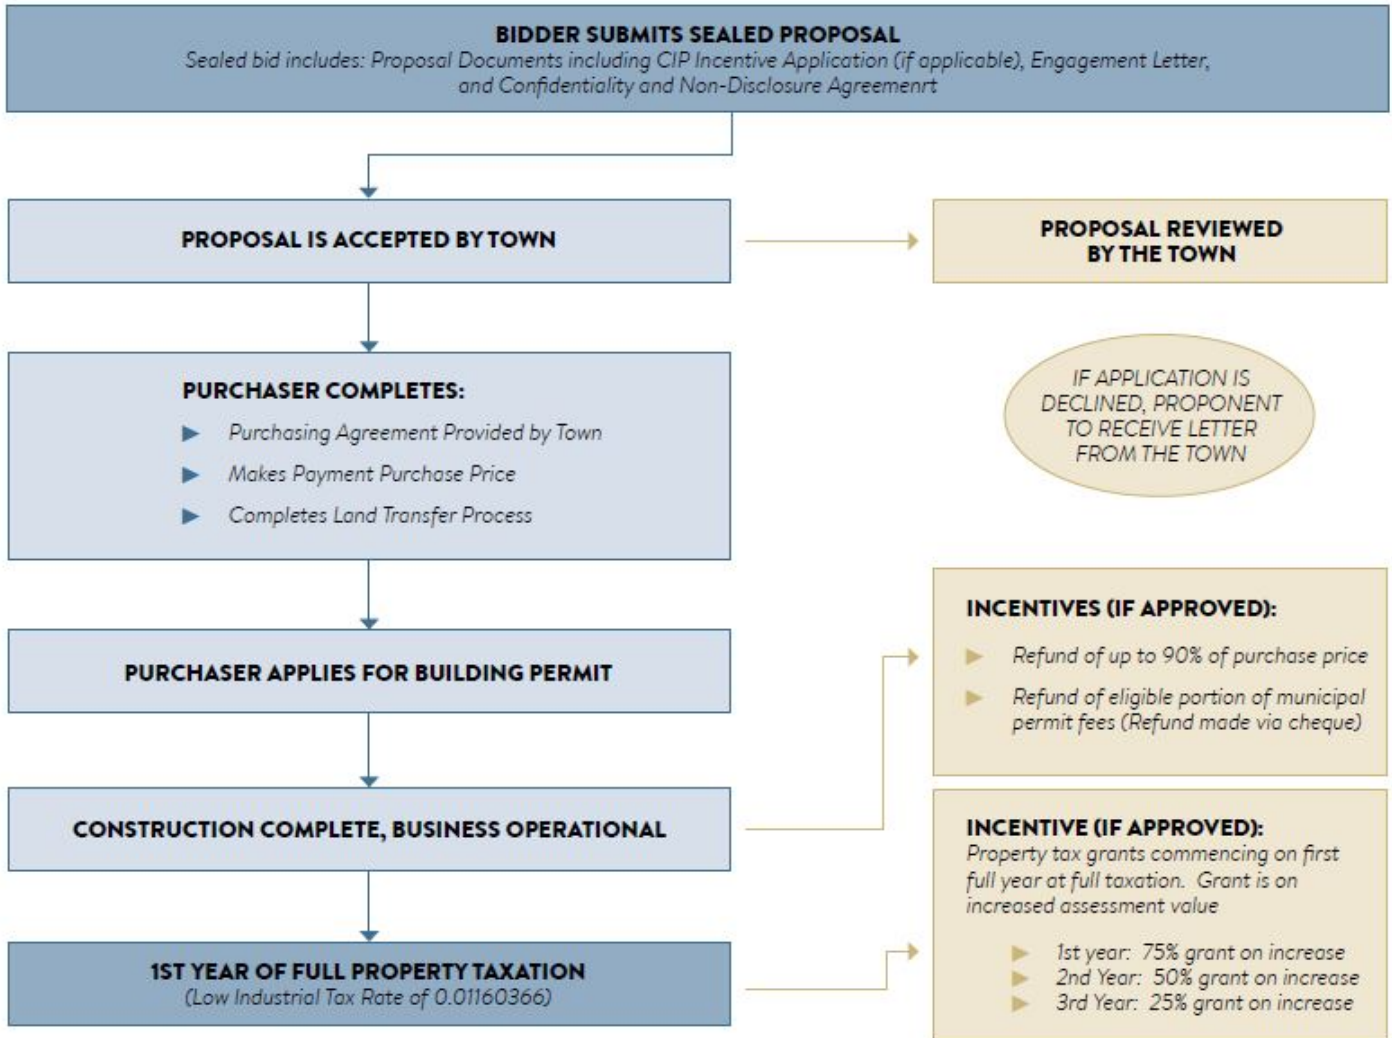 BIDDER SUBMITS SEALED PROPOSAL
Sealed bid includes: Proposal Documents including CIP Incentive Application (if applicable), Engagement Letter,
and Confidentiality and Non-Disclosure Agreemenrt
PROPOSAL IS ACCEPTED BY TOWN
PROPOSAL REVIEWED
BY THE TOWN
IF APPLICATION IS
DECLINED, PROPONENT
TO RECEIVE LETTER
FROM THE TOWN
PURCHASER COMPLETES:
Purchasing Agreement Provided by Town
Makes Payment Purchase Price
Completes Land Transfer Process
PURCHASER APPLIES FOR BUILDING PERMIT
INCENTIVES (IF APPROVED):
Refund of up to 90% of purchase price
Refund of eligible portion of municipal
permit fees (Refund made via cheque)
CONSTRUCTION COMPLETE, BUSINESS OPERATIONAL
INCENTIVE (IF APPROVED):
Property tax grants commencing on first
full year at full taxation. Grant is on
increased assessment value
1st year: 75% grant on increase
2nd Year: 50% grant on increase
3rd Year: 25% grant on increase
1ST YEAR OF FULL PROPERTY TAXATION
(Low Industrial Tax Rate of 0.01160366)